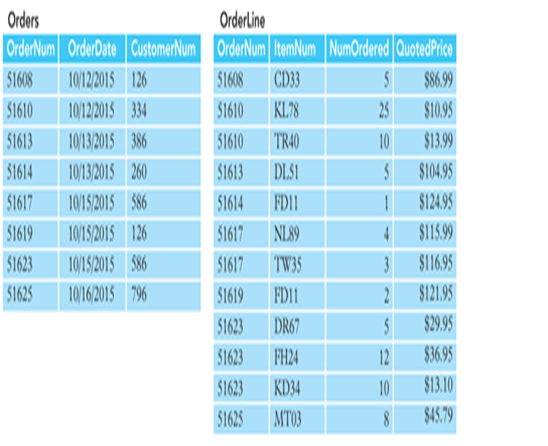 Orders
OrderNum OrderDate CustomerNum
51608 10/12/2015 126
51610 10/12/2015 334
51613 10/13/2015 386
51614 10/13/2015 260
51617 10/15/2015 586
51619 10/15/2015 126
51623 10/15/2015 586
51625 10/16/2015 796
OrderLine
OrderNum ItemNum NumOrdered QuotedPrice
51608 CD33 5 $86.99
51610 KL78 25 $10.95
51610 TR40 10 $13.99
51613 DL51 5 $104.95
51614 FD11 1 $124.95
51617 NL89 4 $115.99
51617 TW35 3 $116.95
51619 FD11 2 $121.95
51623 DR67 5 $29.95
51623 FH24 12 $36.95
51623 KD34 10 $13.10
51625 MT03 8 $45.79